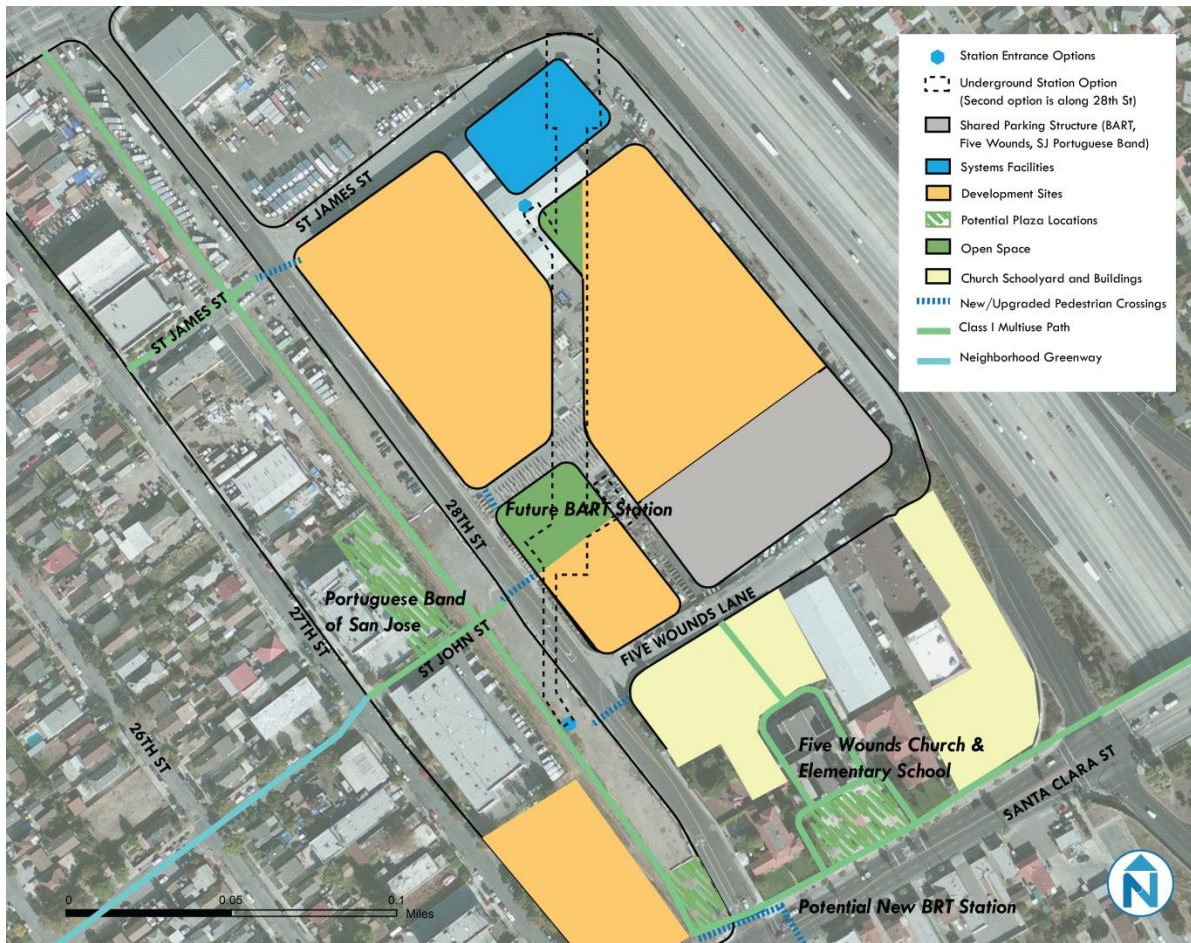 Station Entrance Options
Underground Station Option
(Second option is along 28th St)
Shared Parking Structure (BART,
Five Wounds, SJ Portuguese Band)
Systems Facilities
Development Sites
Potential Plaza Locations
Open Space
Church Schoolyard and Buildings
New/Upgraded Pedestrian Crossings
Class I Multiuse Path
Neighborhood Greenway
ST JAMES ST
ST JAMES ST
28TH ST
Future BART Station
Portuguese Band
of San Jose
27TH ST
ST JOHN ST
FIVE WOUNDS LANE
26TH ST
Five Wounds Church &
Elementary School
SANTA CLARA ST
Potential New BRT Station
0
0.05
0.1
Miles
N